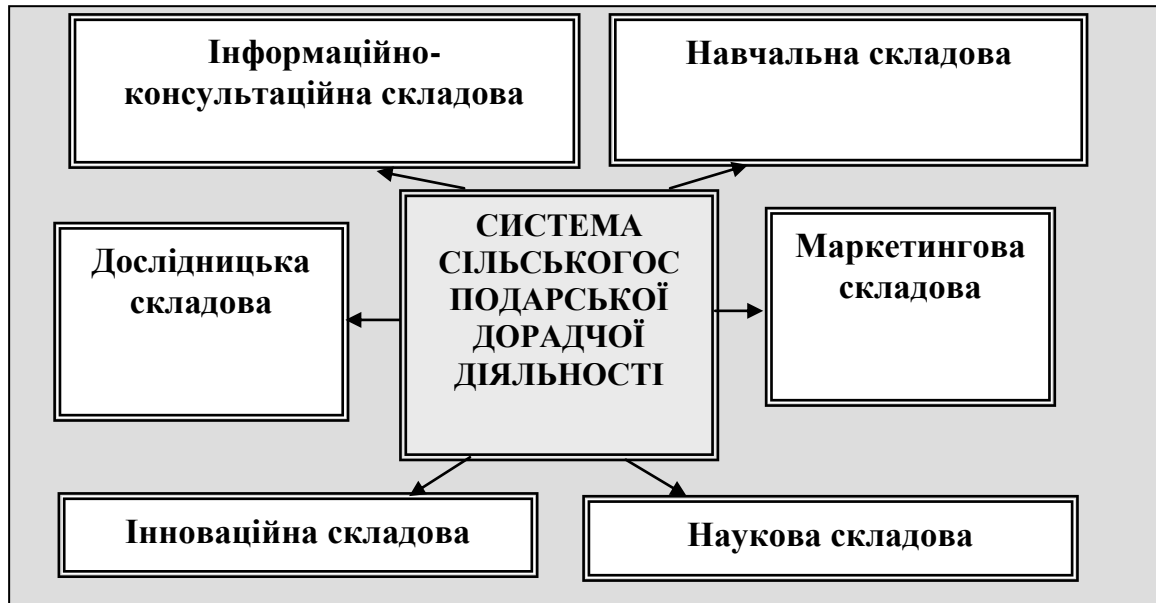 Інформаційно-
консультаційна складова
Навчальна складова
Дослідницька
складова
СИСТЕМА
СІЛЬСЬКОГОС
ПОДАРСЬКОЇ
ДОРАДЧОЇ
ДІЯЛЬНОСТІ
Маркетингова
складова
Інноваційна складова
Наукова складова